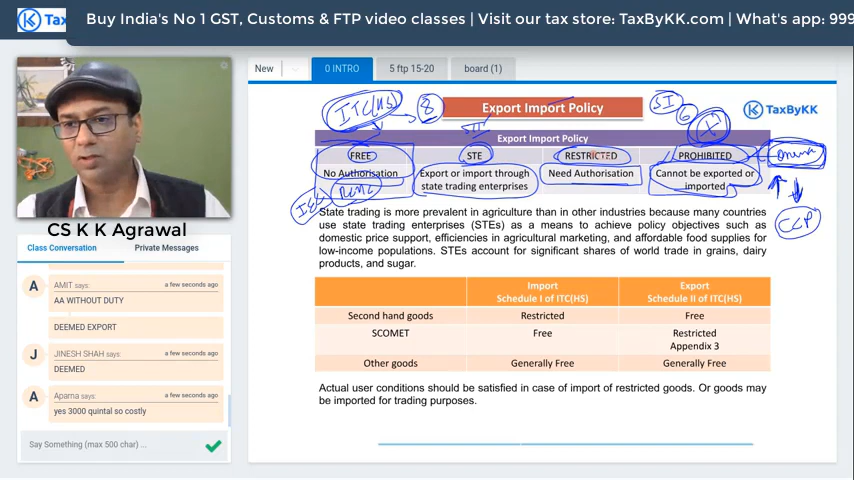 TaxByKK
Buy India's No 1 GST, Customs & FTP video classes | Visit our tax store: TaxByKK.com | What's app: 999
New
0 INTRO
5 ftp 15-20
board (1)
ITC(HS)
8
Export Import Policy
TaxByKK
Export Import Policy
FREE
STE
RESTRICTED
PROHIBITED
No Authorisation
Export or import through
state trading enterprises
Need Authorisation
Cannot be exported or
imported
CCP
State trading is more prevalent in agriculture than in other industries because many countries
use state trading enterprises (STEs) as a means to achieve policy objectives such as
domestic price support, efficiencies in agricultural marketing, and affordable food supplies for
low-income populations. STEs account for significant shares of world trade in grains, dairy
products, and sugar.
Import
Schedule I of ITC(HS)
Export
Schedule II of ITC(HS)
Second hand goods
Restricted
Free
SCOMET
Free
Restricted
Appendix 3
Other goods
Generally Free
Generally Free
Actual user conditions should be satisfied in case of import of restricted goods. Or goods may
be imported for trading purposes.
CS K K Agrawal
Class Conversation
Private Messages
A
AMIT says:
a few seconds ago
AA WITHOUT DUTY
DEEMED EXPORT
J
JINESH SHAH says:
a few seconds ago
DEEMED
A
Aparna says:
a few seconds ago
yes 3000 quintal so costly
Say Something (max 500 char) ...